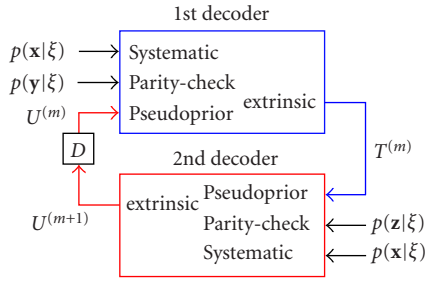 1st decoder
p(x|ξ) Systematic
p(y|ξ) Parity-check
extrinsic
U^(m) Pseudoprior
D
T^(m)
2nd decoder
Pseudoprior
extrinsic
U^(m+1)
Parity-check p(z|ξ)
Systematic p(x|ξ)